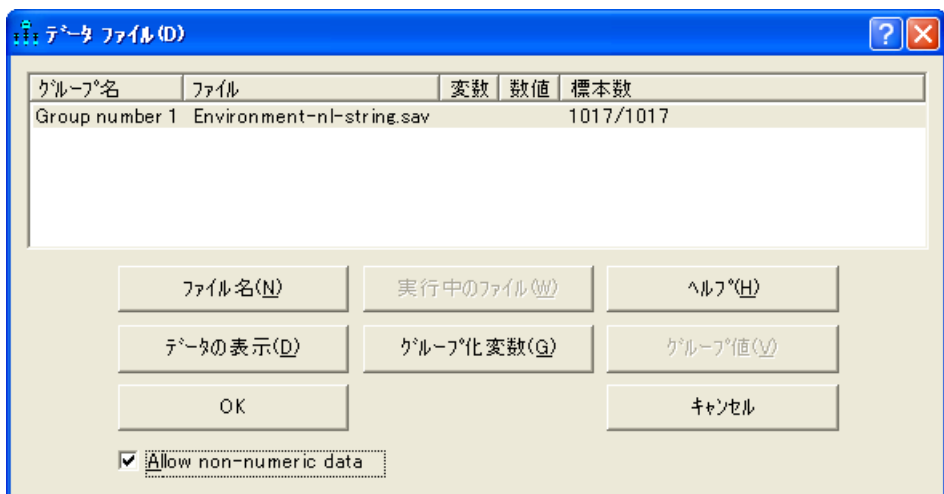 データ ファイル(D)
グループ名 ファイル 変数 数値 標本数
Group number 1 Environment-nl-string.sav 1017/1017
ファイル名(N) 実行中のファイル(W) ヘルプ(H)
データの表示(D) グループ化変数(G) グループ値(V)
OK キャンセル
Allow non-numeric data